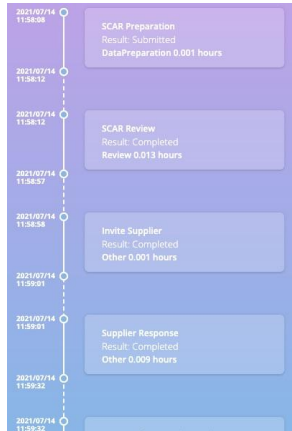 2021/07/14
11:58:08
SCAR Preparation
Result: Submitted
DataPreparation 0.001 hours
2021/07/14
11:58:12
2021/07/14
11:58:12
SCAR Review
Result: Completed
Review 0.013 hours
2021/07/14
11:58:57
2021/07/14
11:58:58
Invite Supplier
Result: Completed
Other 0.001 hours
2021/07/14
11:59:01
2021/07/14
11:59:01
Supplier Response
Result: Completed
Other 0.009 hours
2021/07/14
11:59:32
2021/07/14
11:59:32